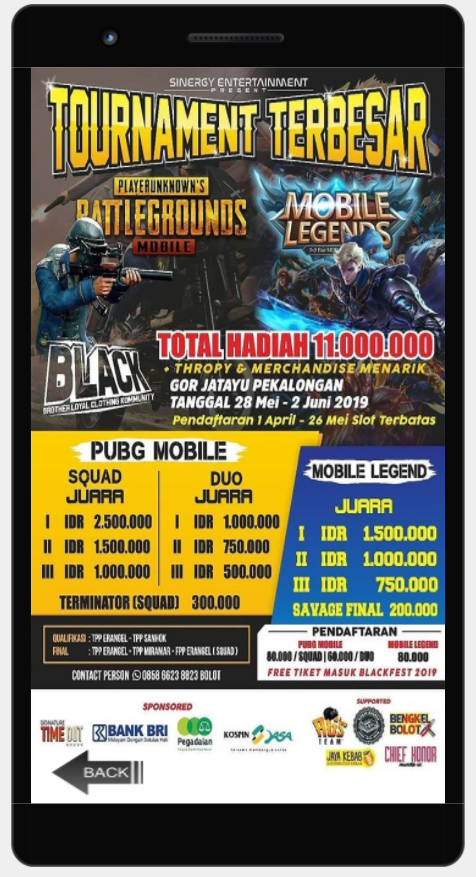 SINERGY ENTERTAINMENT
PRESENT
TOURNAMENT TERBESAR
PLAYERUNKNOWN'S
BATTLEGROUNDS
MOBILE
MOBILE
LEGENDS
BLACK
BROTHER LOYAL CLOTHING KOMMUNITY
TOTAL HADIAH 11.000.000
+ THROPY & MERCHANDISE MENARIK
GOR JATAYU PEKALONGAN
TANGGAL 28 Mei - 2 Juni 2019
Pendaftaran 1 April - 26 Mei Slot Terbatas
PUBG MOBILE
SQUAD
JUARA
I IDR 2.500.000
II IDR 1.500.000
III IDR 1.000.000
DUO
JUARA
I IDR 1.000.000
II IDR 750.000
III IDR 500.000
TERMINATOR (SQUAD) 300.000
MOBILE LEGEND
JUARA
I IDR 1.500.000
II IDR 1.000.000
III IDR 750.000
SAVAGE FINAL 200.000
QUALIFIKASI : TPP ERANGEL - TPP SANHOK
FINAL : TPP ERANGEL - TPP MIRAMAR - FPP ERANGEL ( SQUAD )
CONTACT PERSON 0858 6623 8823 BOLOT
PENDAFTARAN
PUBG MOBILE
80.000 / SQUAD | 60.000 / DUO
MOBILE LEGEND
60.000
FREE TIKET MASUK BLACKFEST 2019
SPONSORED
SIGNATURE
TIME OUT
BANK BRI
Melayani Dengan Setulus Hati
Pegadaian
KOSPIN JASA
SUPPORTED
TEAM
BENGKEL
BOLOT
JAYA KEBAB
CHIEF HONOR
BACK